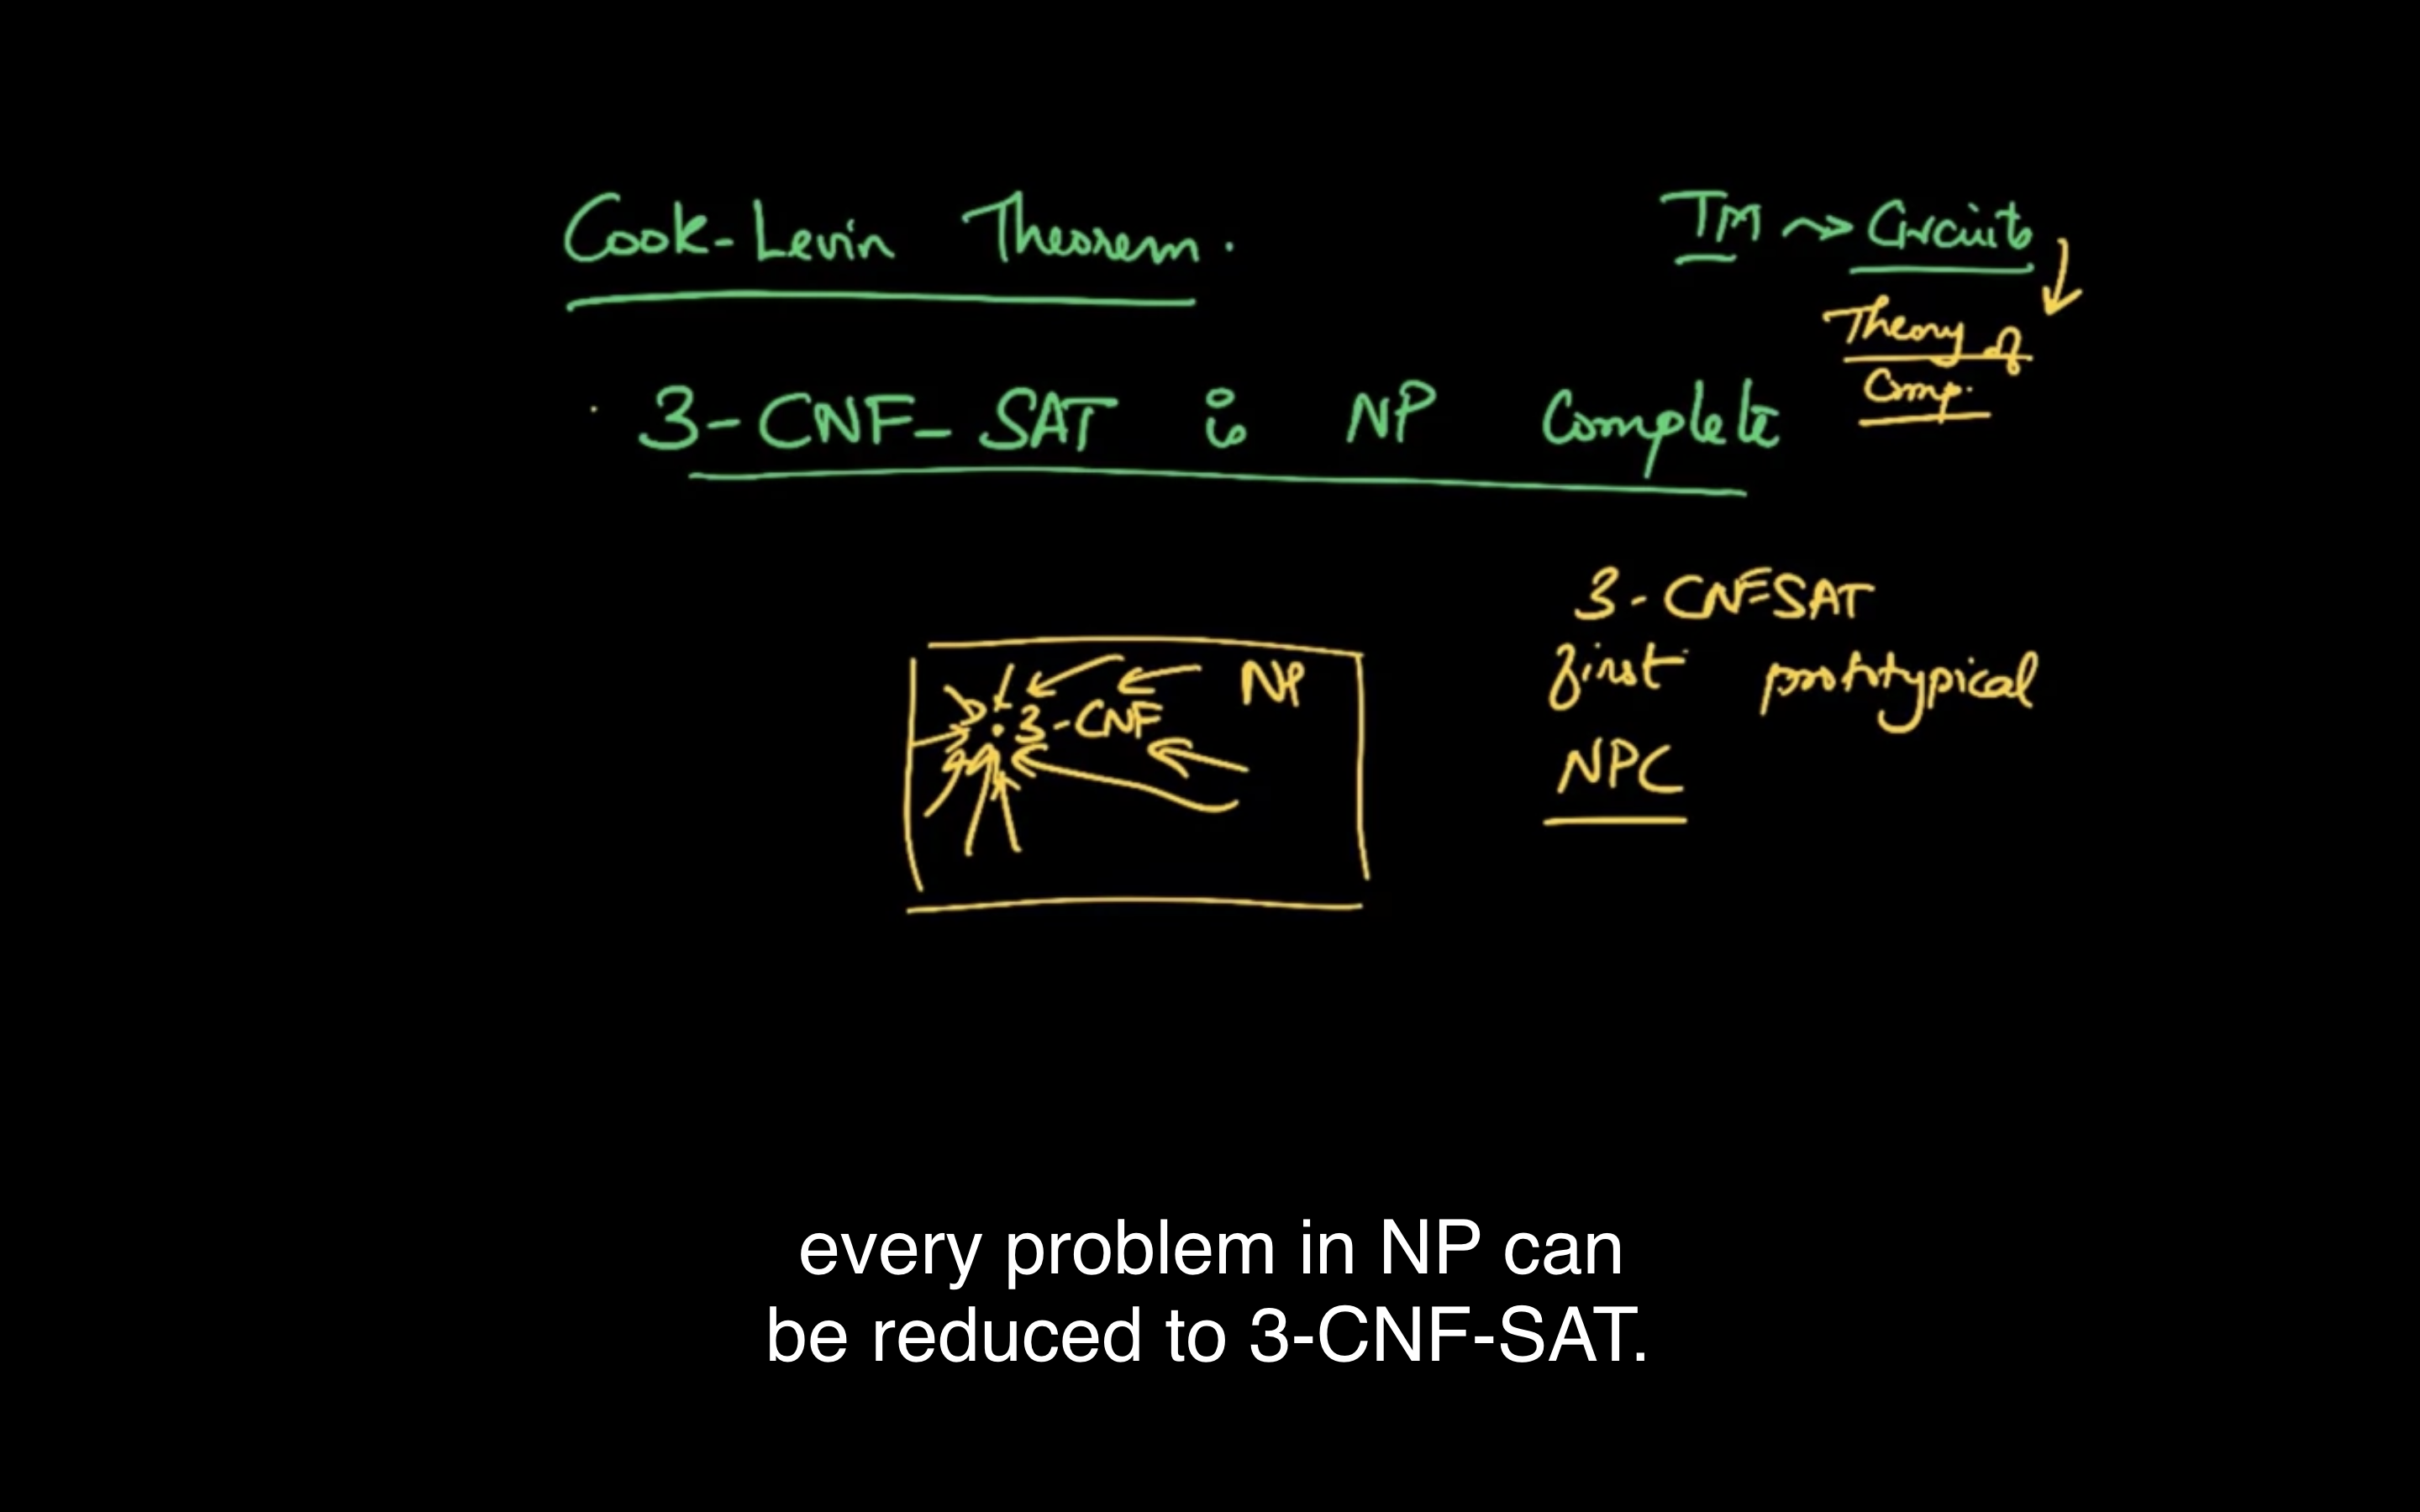 Cook-Levin Theorem.
TM ⇝ Circuits
Theory of
Comp.
3-CNF-SAT is NP Complete
3-CNFSAT
first prototypical
NPC
NP
3-CNF
every problem in NP can
be reduced to 3-CNF-SAT.